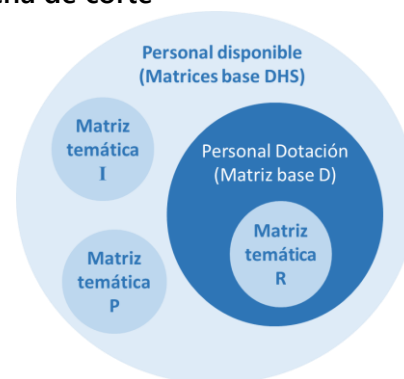 Personal disponible
(Matrices base DHS)
Matriz
temática
I
Personal Dotación
(Matriz base D)
Matriz
temática
R
Matriz
temática
P